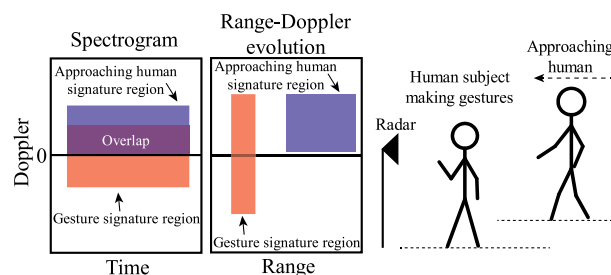 Spectrogram
Approaching human
signature region
Overlap
Doppler
0
Gesture signature region
Time
Range-Doppler
evolution
Approaching human
signature region
Gesture signature region
Range
Radar
Human subject
making gestures
Approaching
human